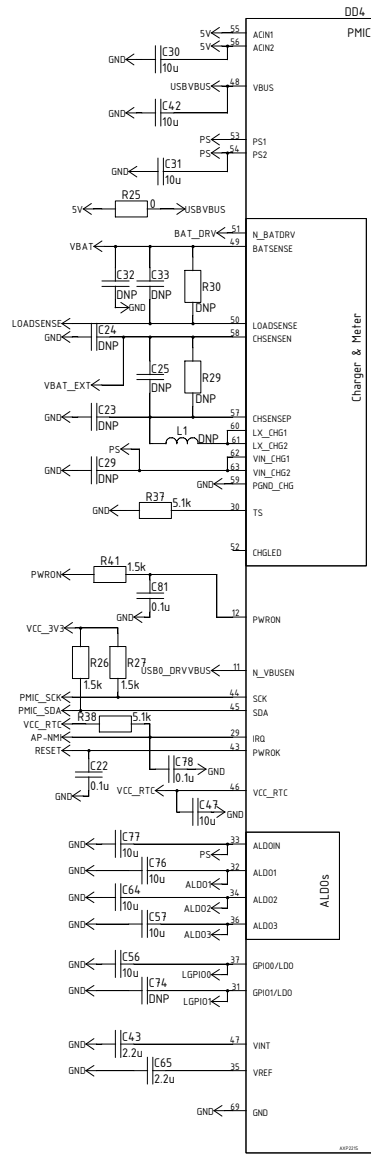 DD4
PMIC
5V 55 ACIN1
5V 56 ACIN2
GND C30
10u
USBVBUS 48 VBUS
GND C42
10u
PS 53 PS1
PS 54 PS2
GND C31
10u
R25
5V 0 USBVBUS
BAT_DRV 51 N_BATDRV
VBAT 49 BATSENSE
C32 C33 R30
DNP DNP DNP
GND
LOADSENSE 50 LOADSENSE
GND C24 58 CHSENSEN
DNP
C25 R29
DNP DNP
VBAT_EXT
Charger & Meter
GND C23 57 CHSENSEP
DNP
60 LX_CHG1
L1 DNP 61 LX_CHG2
PS 62 VIN_CHG1
GND C29 63 VIN_CHG2
DNP
GND 59 PGND_CHG
R37
GND 5.1k 30 TS
52 CHGLED
R41
PWRON 1.5k
C81
0.1u
GND
12 PWRON
VCC_3V3
R26 R27
1.5k 1.5k
USB0_DRVVBUS 11 N_VBUSEN
PMIC_SCK 44 SCK
PMIC_SDA 45 SDA
VCC_RTC R38 5.1k
AP-NMI 29 IRQ
RESET 43 PWROK
C22
0.1u
GND
C78
0.1u GND
VCC_RTC 46 VCC_RTC
C47
10u GND
GND C77 33 ALDOIN
10u PS
GND C76 32 ALDO1
10u ALDO1
GND C64 34 ALDO2
10u ALDO2
GND C57 36 ALDO3
10u ALDO3
ALDOs
GND C56 37 GPIO0/LDO
10u LGPIO0
GND C74 31 GPIO1/LDO
DNP LGPIO1
GND C43 47 VINT
2.2u
GND C65 35 VREF
2.2u
GND 69 GND
AXP221S